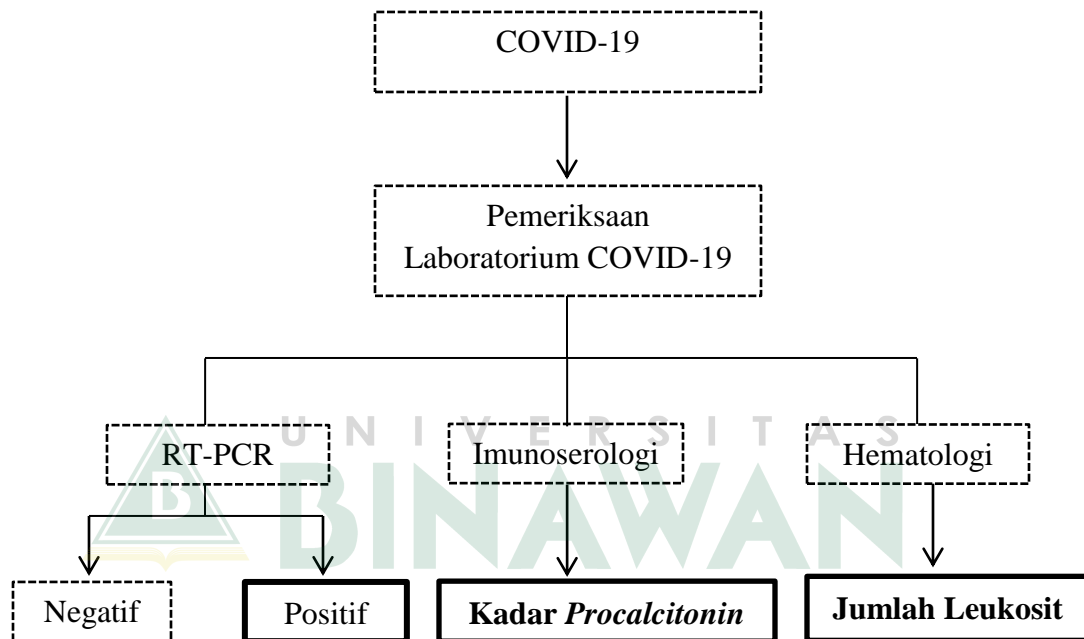 COVID-19
Pemeriksaan
Laboratorium COVID-19
UNIVERSITAS
B
BINAWAN
RT-PCR
Imunoserologi
Hematologi
Negatif
Positif
Kadar Procalcitonin
Jumlah Leukosit